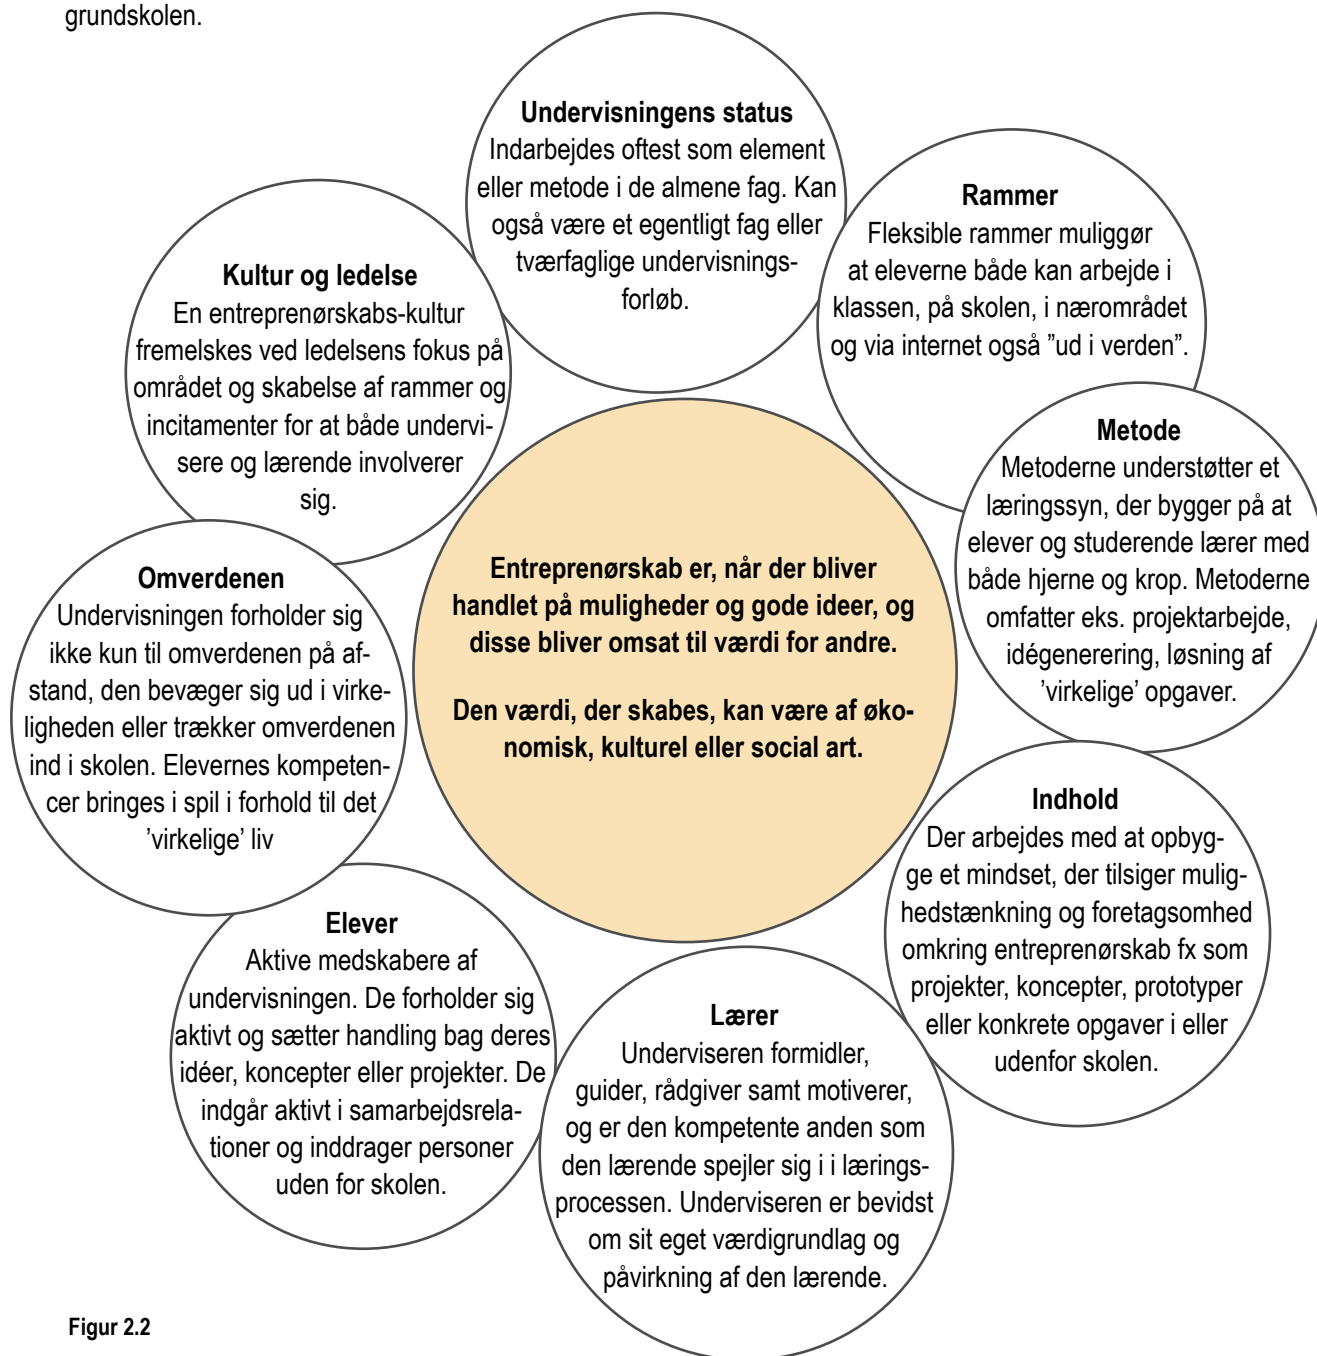 grundskolen.
Undervisningens status
Indarbejdes oftest som element
eller metode i de almene fag. Kan
også være et egentligt fag eller
tværfaglige undervisnings-
forløb.
Rammer
Fleksible rammer muliggør
at eleverne både kan arbejde i
klassen, på skolen, i nærområdet
og via internet også ”ud i verden”.
Metode
Metoderne understøtter et
læringssyn, der bygger på at
elever og studerende lærer med
både hjerne og krop. Metoderne
omfatter eks. projektarbejde,
idégenerering, løsning af
’virkelige’ opgaver.
Indhold
Der arbejdes med at opbyg-
ge et mindset, der tilsiger mulig-
hedstænkning og foretagsomhed
omkring entreprenørskab fx som
projekter, koncepter, prototyper
eller konkrete opgaver i eller
udenfor skolen.
Lærer
Underviseren formidler,
guider, rådgiver samt motiverer,
og er den kompetente anden som
den lærende spejler sig i i lærings-
processen. Underviseren er bevidst
om sit eget værdigrundlag og
påvirkning af den lærende.
Elever
Aktive medskabere af
undervisningen. De forholder sig
aktivt og sætter handling bag deres
idéer, koncepter eller projekter. De
indgår aktivt i samarbejdsrela-
tioner og inddrager personer
uden for skolen.
Omverdenen
Undervisningen forholder sig
ikke kun til omverdenen på af-
stand, den bevæger sig ud i virke-
ligheden eller trækker omverdenen
ind i skolen. Elevernes kompeten-
cer bringes i spil i forhold til det
’virkelige’ liv
Kultur og ledelse
En entreprenørskabs-kultur
fremelskes ved ledelsens fokus på
området og skabelse af rammer og
incitamenter for at både undervi-
sere og lærende involverer
sig.
Entreprenørskab er, når der bliver
handlet på muligheder og gode ideer, og
disse bliver omsat til værdi for andre.
Den værdi, der skabes, kan være af øko-
nomisk, kulturel eller social art.
Figur 2.2